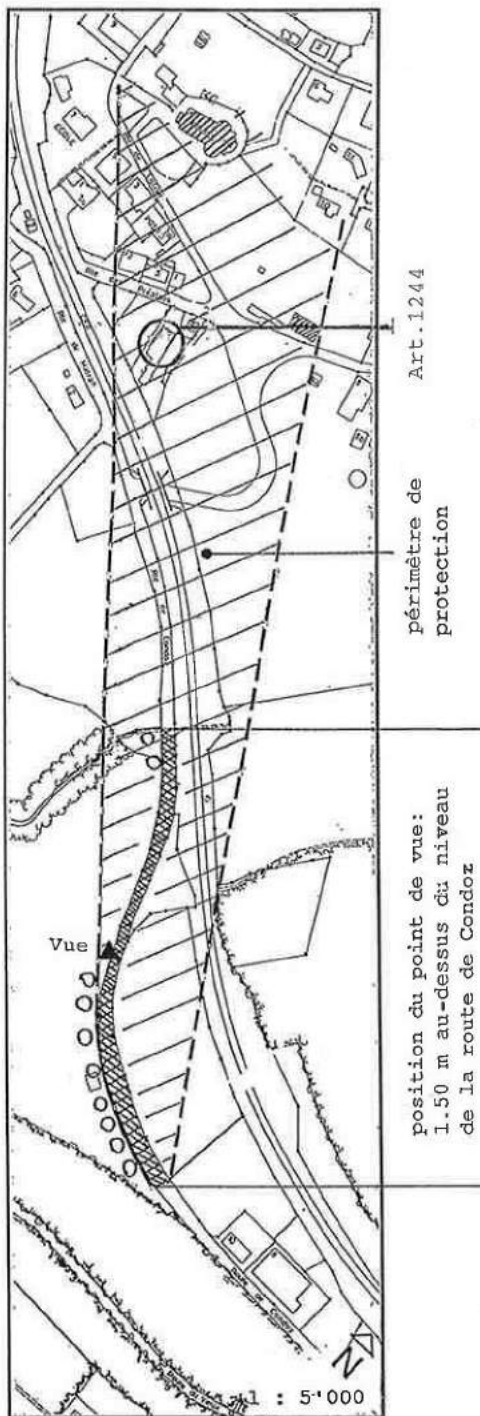 ECOLE
Art.1244
périmètre de
protection
Vue
position du point de vue:
1.50 m au-dessus du niveau
de la route de Condoz
N
1 : 5'000